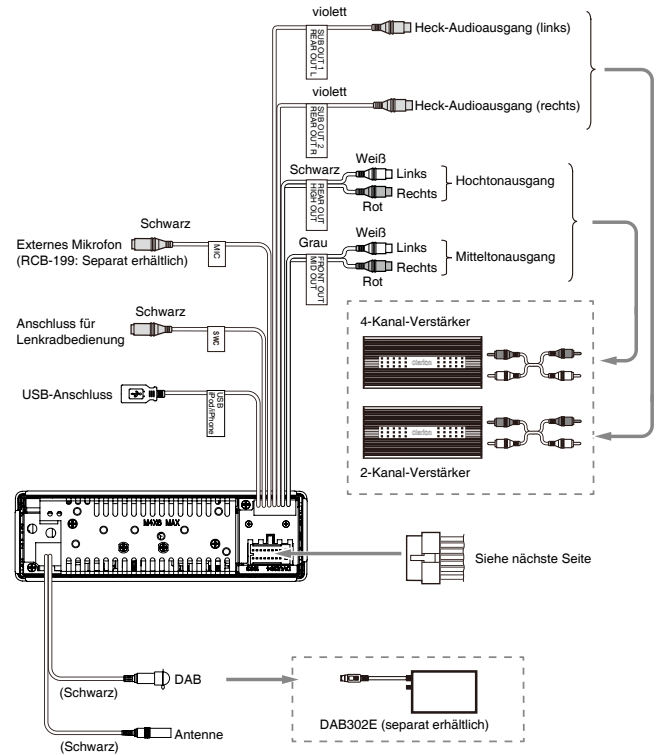 violett
SUB OUT 1
REAR OUT L
Heck-Audioausgang (links)
violett
SUB OUT 2
REAR OUT R
Heck-Audioausgang (rechts)
Schwarz
REAR OUT
HIGH OUT
Weiß
Links
Rechts
Rot
Hochtonausgang
Grau
FRONT OUT
MID OUT
Weiß
Links
Rechts
Rot
Mitteltonausgang
Schwarz
Externes Mikrofon
(RCB-199: Separat erhältlich)
MIC
Schwarz
Anschluss für
Lenkradbedienung
SWC
USB-Anschluss
USB
iPod/iPhone
4-Kanal-Verstärker
clarion
clarion
2-Kanal-Verstärker
M4X6 MAX
Siehe nächste Seite
DAB
(Schwarz)
DAB302E (separat erhältlich)
Antenne
(Schwarz)